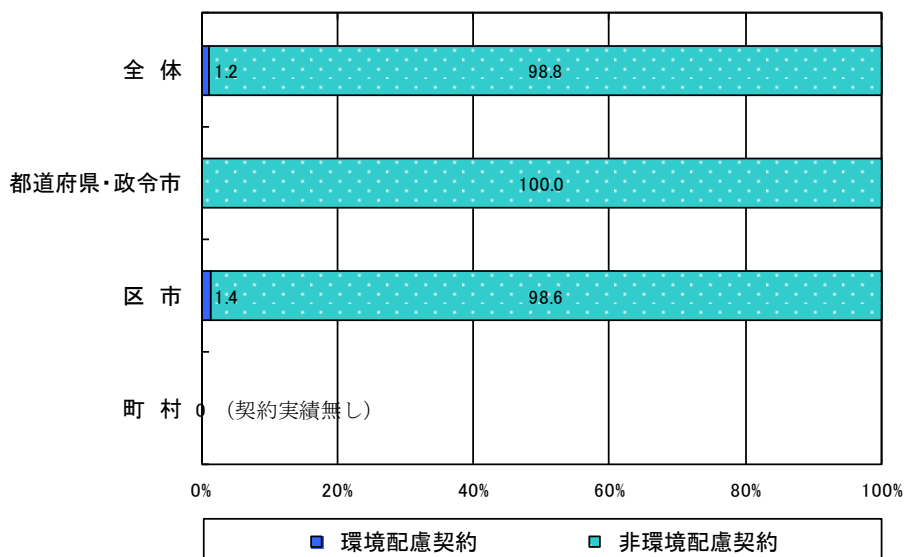 全 体 1.2 98.8
都道府県・政令市 100.0
区 市 1.4 98.6
町 村 0 （契約実績無し）
0% 20% 40% 60% 80% 100%
環境配慮契約 非環境配慮契約